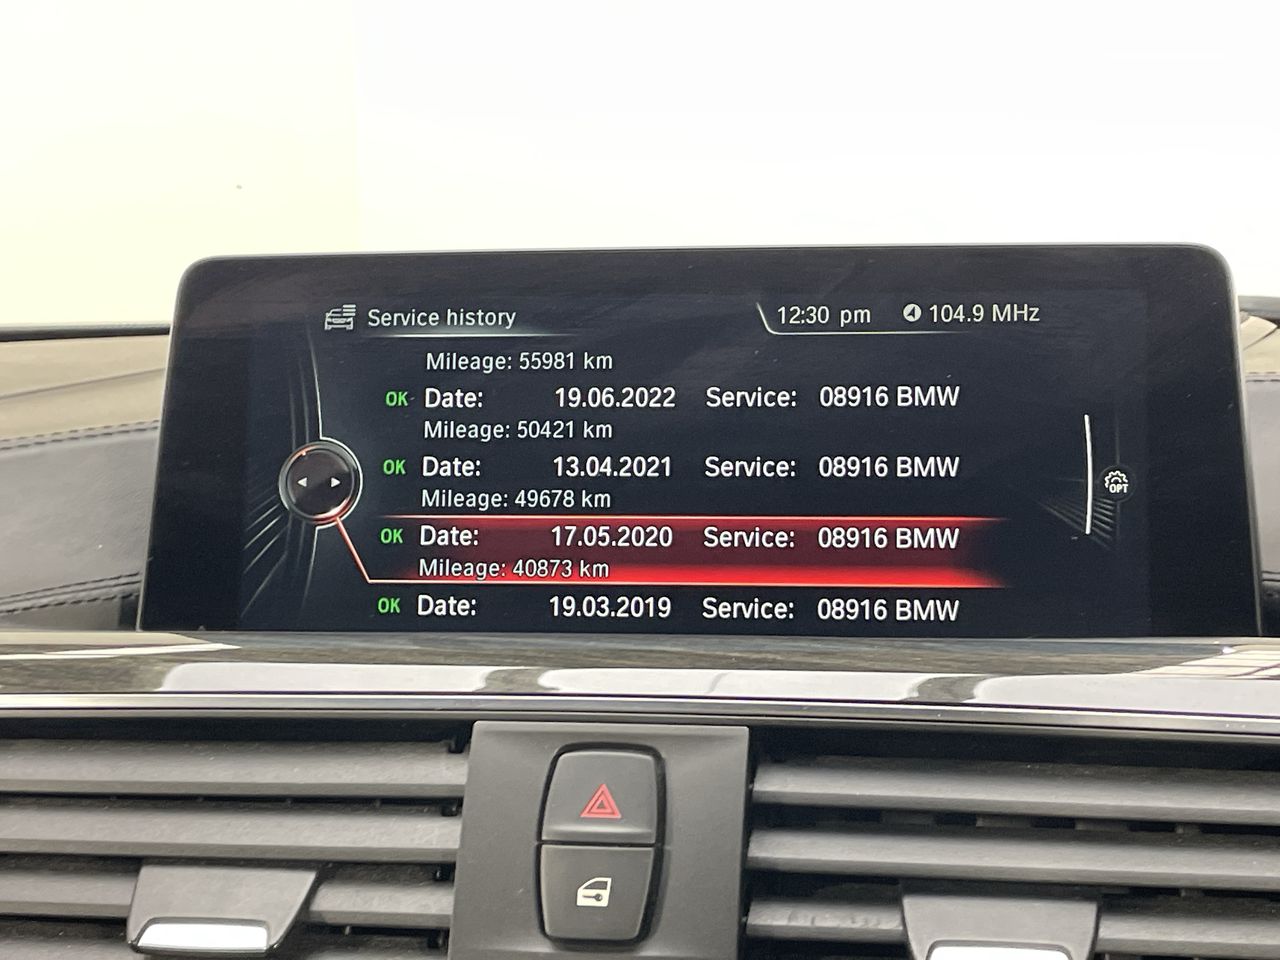 Service history
12:30 pm
104.9 MHz
Mileage: 55981 km
OK Date: 19.06.2022 Service: 08916 BMW
Mileage: 50421 km
OK Date: 13.04.2021 Service: 08916 BMW
Mileage: 49678 km
OK Date: 17.05.2020 Service: 08916 BMW
Mileage: 40873 km
OK Date: 19.03.2019 Service: 08916 BMW
OPT